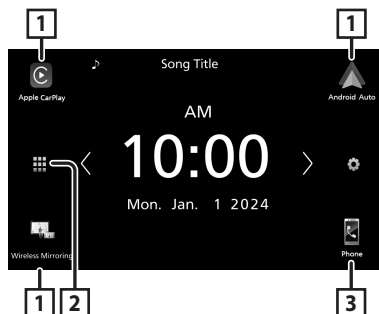 1
1
♪ Song Title
Apple CarPlay
Android Auto
AM
10:00
Mon. Jan. 1 2024
Wireless Mirroring
Phone
1
2
3